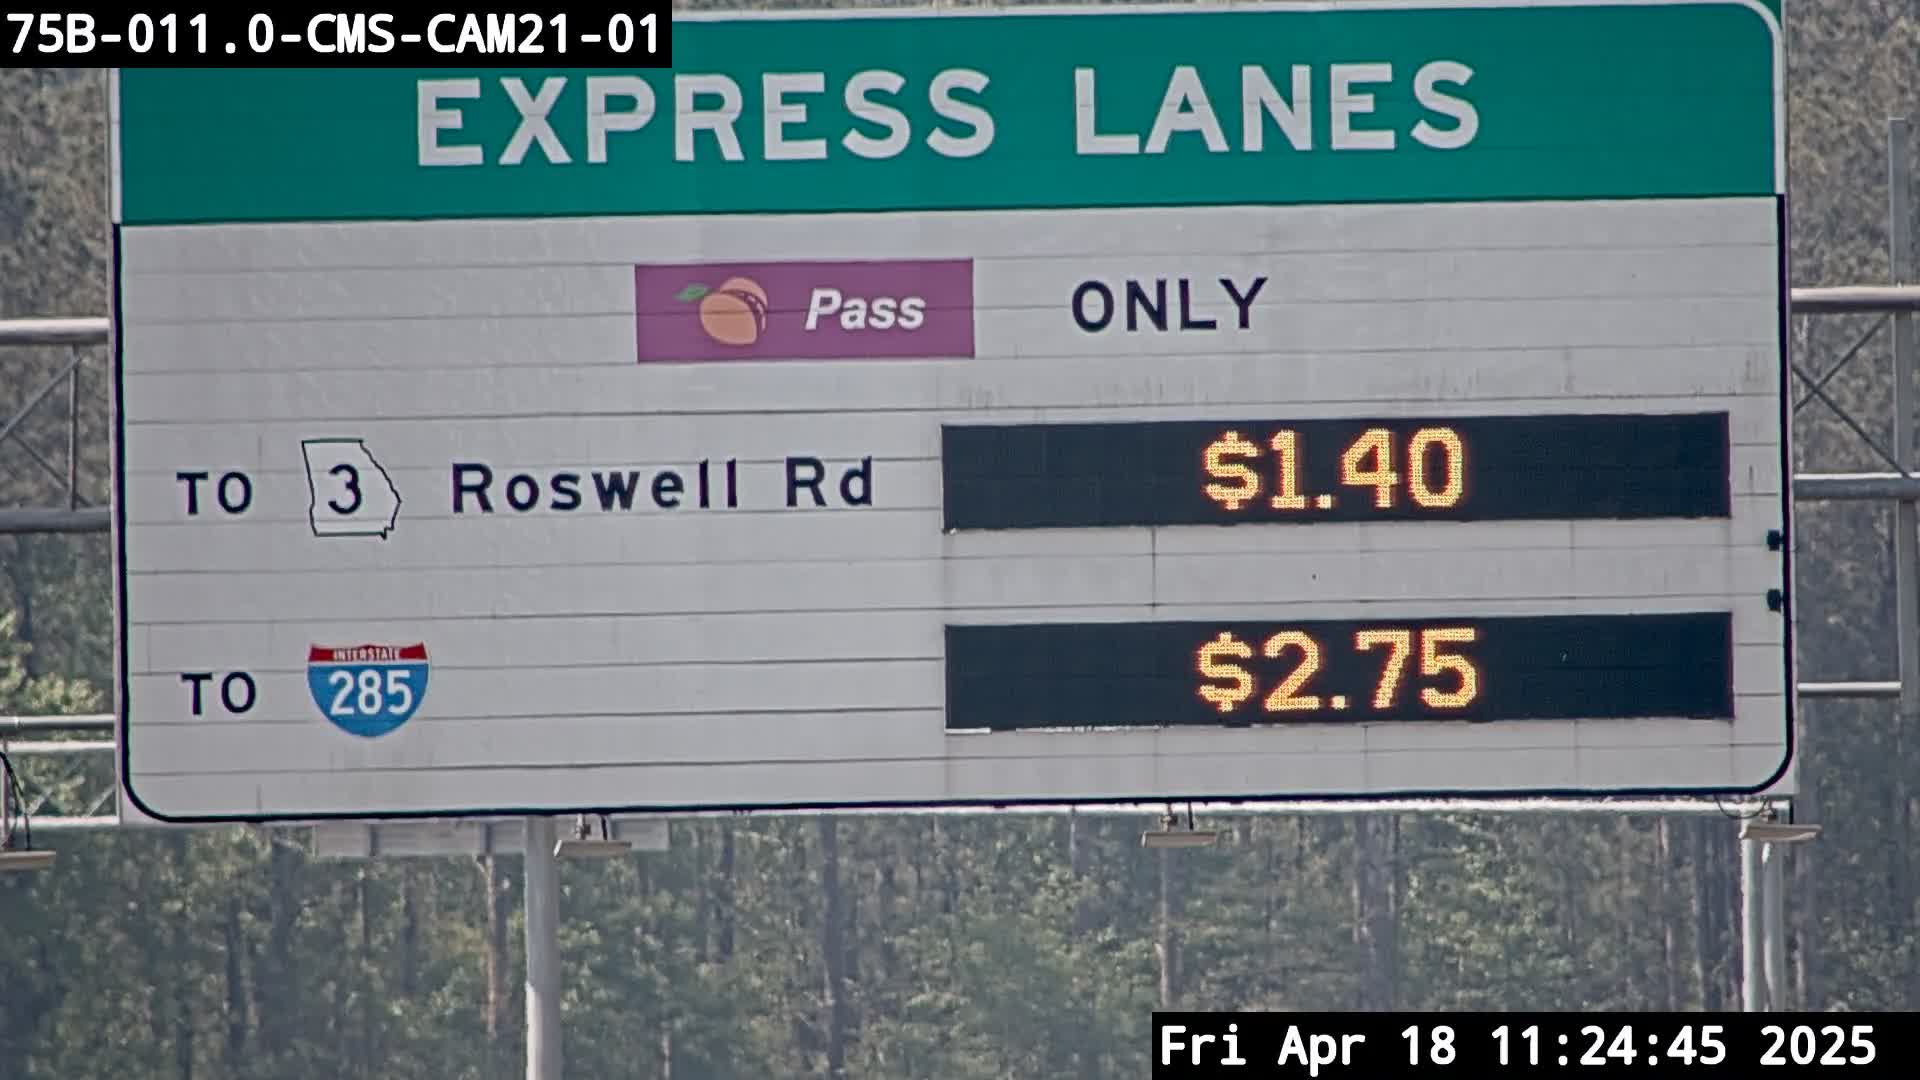 75B-011.0-CMS-CAM21-01
EXPRESS LANES
Pass ONLY
TO 3 Roswell Rd $1.40
INTERSTATE
TO 285 $2.75
Fri Apr 18 11:24:45 2025